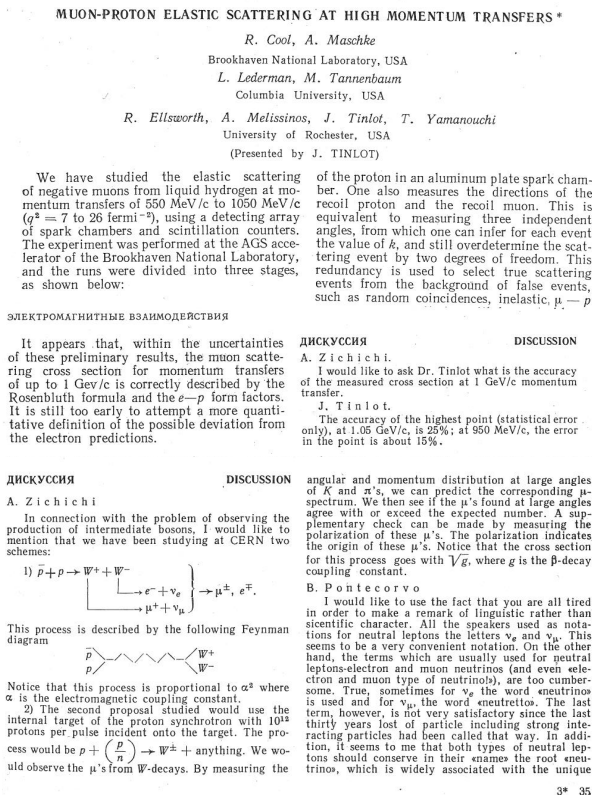 MUON-PROTON ELASTIC SCATTERING AT HIGH MOMENTUM TRANSFERS*
R. Cool, A. Maschke
Brookhaven National Laboratory, USA
L. Lederman, M. Tannenbaum
Columbia University, USA
R. Ellsworth, A. Melissinos, J. Tinlot, T. Yamanouchi
University of Rochester, USA
(Presented by J. TINLOT)
We have studied the elastic scattering
of negative muons from liquid hydrogen at mo-
mentum transfers of 550 MeV/c to 1050 MeV/c
(q² = 7 to 26 fermi⁻²), using a detecting array
of spark chambers and scintillation counters.
The experiment was performed at the AGS acce-
lerator of the Brookhaven National Laboratory,
and the runs were divided into three stages,
as shown below:
of the proton in an aluminum plate spark cham-
ber. One also measures the directions of the
recoil proton and the recoil muon. This is
equivalent to measuring three independent
angles, from which one can infer for each event
the value of k, and still overdetermine the scat-
tering event by two degrees of freedom. This
redundancy is used to select true scattering
events from the background of false events,
such as random coincidences, inelastic, μ — p
ЭЛЕКТРОМАГНИТНЫЕ ВЗАИМОДЕЙСТВИЯ
It appears that, within the uncertainties
of these preliminary results, the muon scatte-
ring cross section for momentum transfers
of up to 1 Gev/c is correctly described by the
Rosenbluth formula and the e—p form factors.
It is still too early to attempt a more quanti-
tative definition of the possible deviation from
the electron predictions.
ДИСКУССИЯ DISCUSSION
A. Zichichi.
I would like to ask Dr. Tinlot what is the accuracy
of the measured cross section at 1 GeV/c momentum
transfer.
J. Tinlot.
The accuracy of the highest point (statistical error
only), at 1.05 GeV/c, is 25%; at 950 MeV/c, the error
in the point is about 15%.
ДИСКУССИЯ DISCUSSION
A. Zichichi
In connection with the problem of observing the
production of intermediate bosons, I would like to
mention that we have been studying at CERN two
schemes:
1) p̄+p→W⁺+W⁻
→e⁻+νe } →μ±, e∓.
→μ⁺+νμ
This process is described by the following Feynman
diagram
p̄ W⁺
p W⁻
Notice that this process is proportional to α² where
α is the electromagnetic coupling constant.
2) The second proposal studied would use the
internal target of the proton synchrotron with 10¹²
protons per pulse incident onto the target. The pro-
cess would be p + (p/n) → W± + anything. We wo-
uld observe the μ's from W-decays. By measuring the
angular and momentum distribution at large angles
of K and π's, we can predict the corresponding μ-
spectrum. We then see if the μ's found at large angles
agree with or exceed the expected number. A sup-
plementary check can be made by measuring the
polarization of these μ's. The polarization indicates
the origin of these μ's. Notice that the cross section
for this process goes with √g, where g is the β-decay
coupling constant.
B. Pontecorvo
I would like to use the fact that you are all tired
in order to make a remark of linguistic rather than
sicentific character. All the speakers used as nota-
tions for neutral leptons the letters νe and νμ. This
seems to be a very convenient notation. On the other
hand, the terms which are usually used for neutral
leptons-electron and muon neutrinos (and even «ele-
ctron and muon type of neutrino!»), are too cumber-
some. True, sometimes for νe the word «neutrino»
is used and for νμ, the word «neutretto». The last
term, however, is not very satisfactory since the last
thirty years lost of particle including strong inte-
racting particles had been called that way. In addi-
tion, it seems to me that both types of neutral lep-
tons should conserve in their «name» the root «neu-
trino», which is widely associated with the unique
3* 35